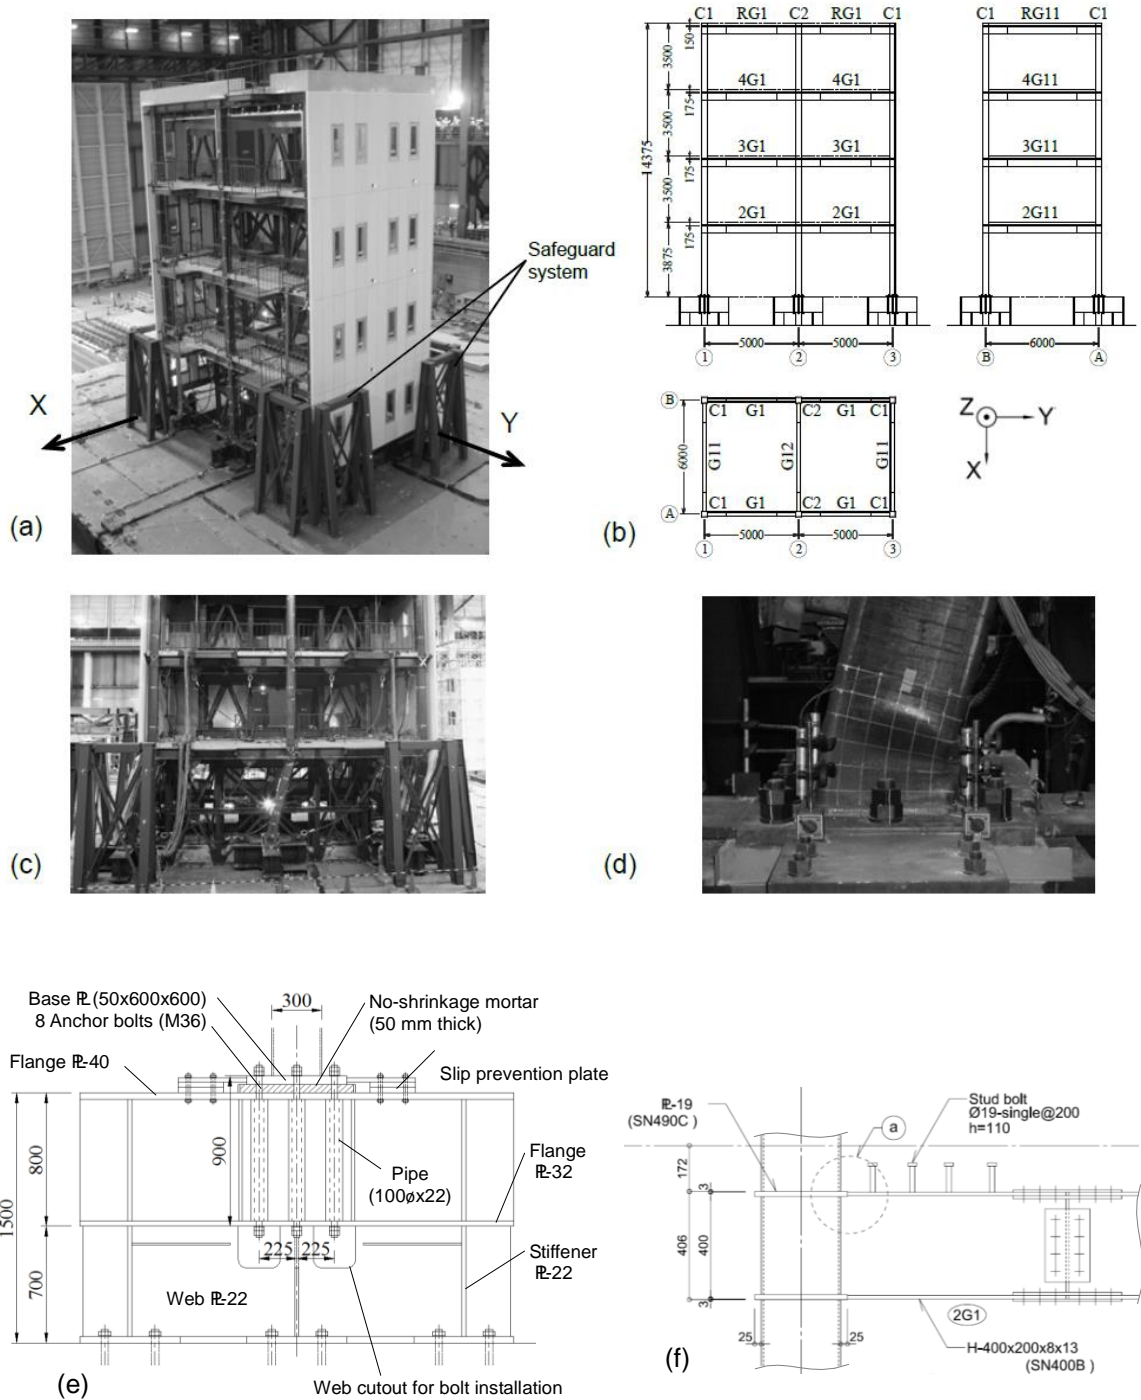 X
Y
Safeguard
system
(a)
C1 RG1 C2 RG1 C1
150
3500
4G1 4G1
175
3500
3G1 3G1
175
3500
2G1 2G1
175
3875
14375
5000 5000
1 2 3
C1 RG11 C1
4G11
3G11
2G11
6000
B A
B
C1 G1 C2 G1 C1
6000
G11 G12 G11
C1 G1 C2 G1 C1
A
5000 5000
1 2 3
Z Y
X
(b)
(c)
(d)
Base PL (50x600x600)
8 Anchor bolts (M36)
Flange PL-40
300
No-shrinkage mortar
(50 mm thick)
Slip prevention plate
1500
800
900
Flange
PL-32
Pipe
(100øx22)
225 225
700
Web PL-22
Stiffener
PL-22
Web cutout for bolt installation
(e)
PL-19
(SN490C)
a
Stud bolt
Ø19-single@200
h=110
172
3
406
400
3
25 25
2G1
H-400x200x8x13
(SN400B)
(f)